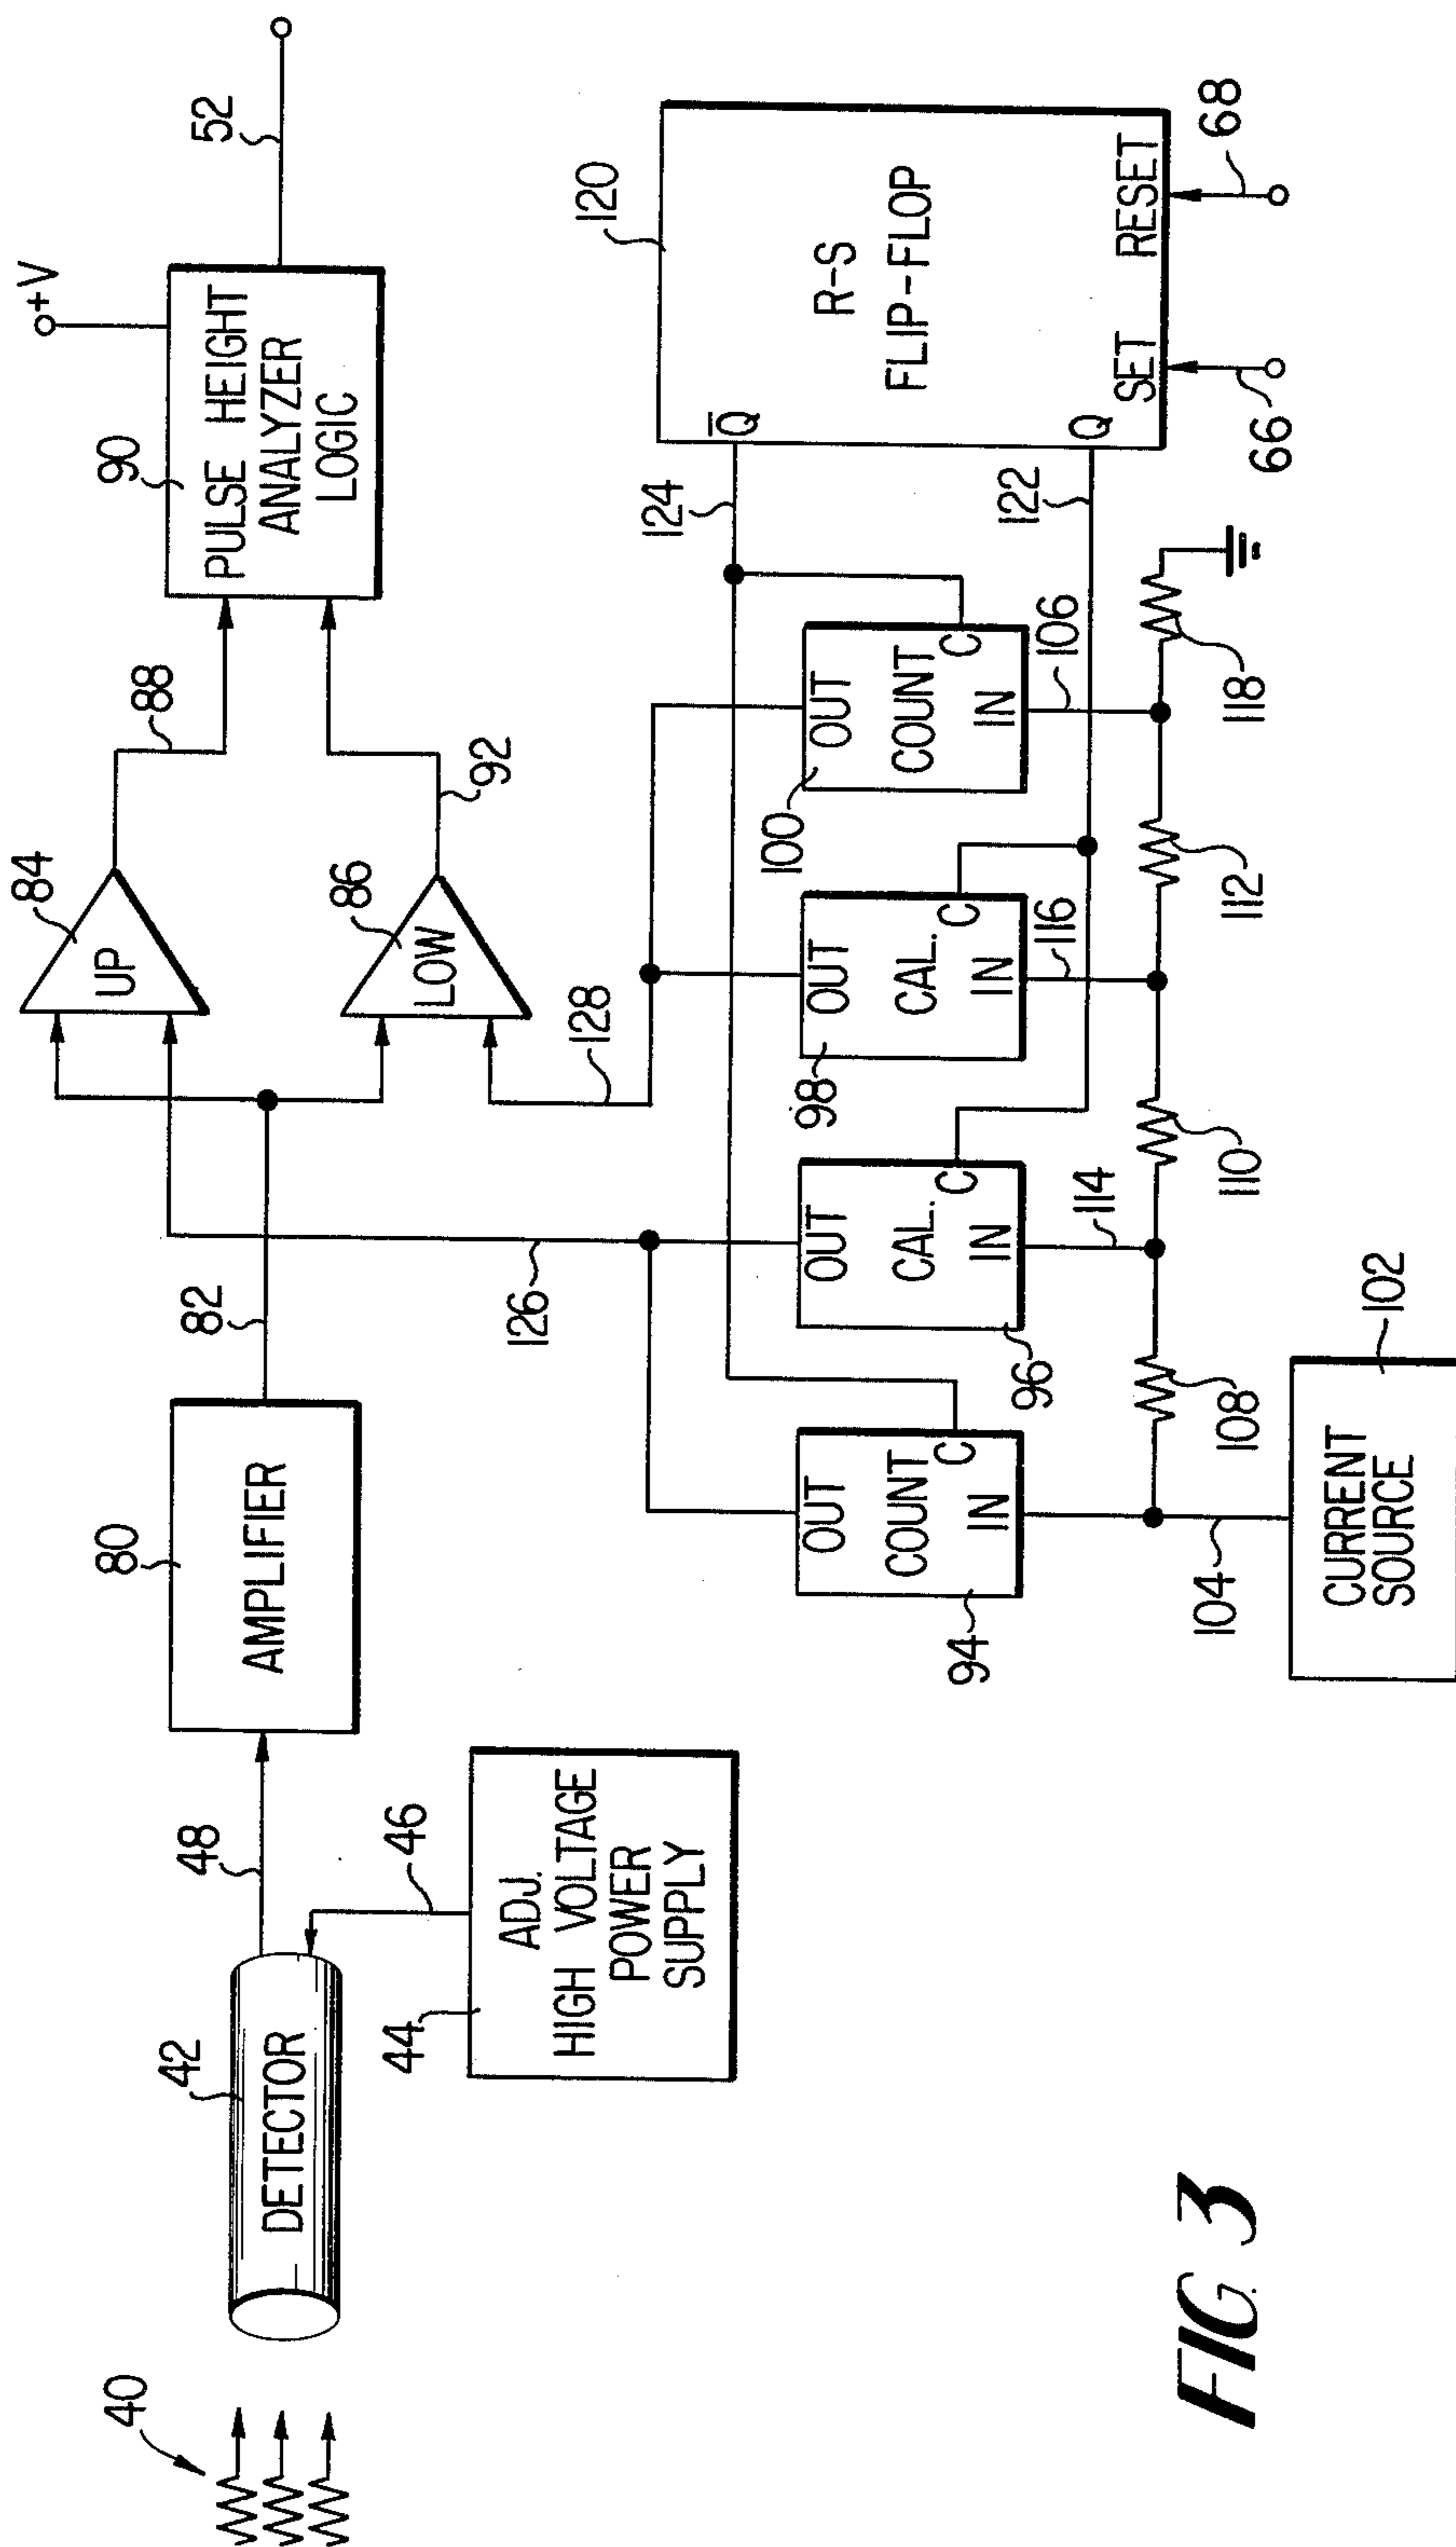 40
42
DETECTOR
48
46
44
ADJ.
HIGH VOLTAGE
POWER
SUPPLY
80
AMPLIFIER
82
84
UP
88
86
LOW
92
90
PULSE HEIGHT
ANALYZER
LOGIC
+V
52
126
128
94
OUT
COUNT
C
IN
96
OUT
CAL.
C
IN
98
OUT
CAL.
C
IN
100
OUT
COUNT
C
IN
124
122
120
Q̅
R-S
FLIP-FLOP
Q
SET
RESET
66
68
104
114
116
106
108
110
112
118
102
CURRENT
SOURCE
FIG. 3